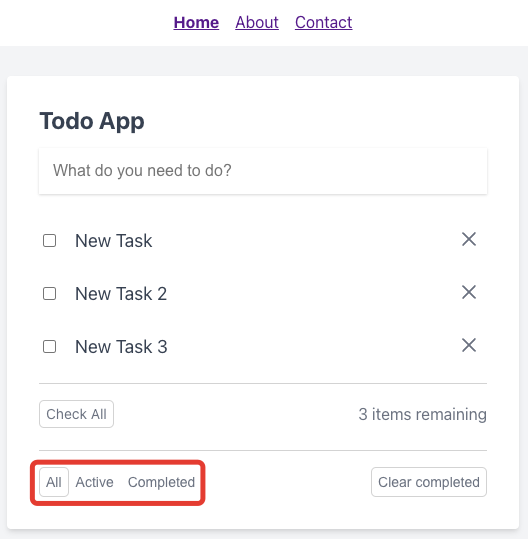 Home About Contact
Todo App
What do you need to do?
New Task
New Task 2
New Task 3
Check All 3 items remaining
All Active Completed Clear completed